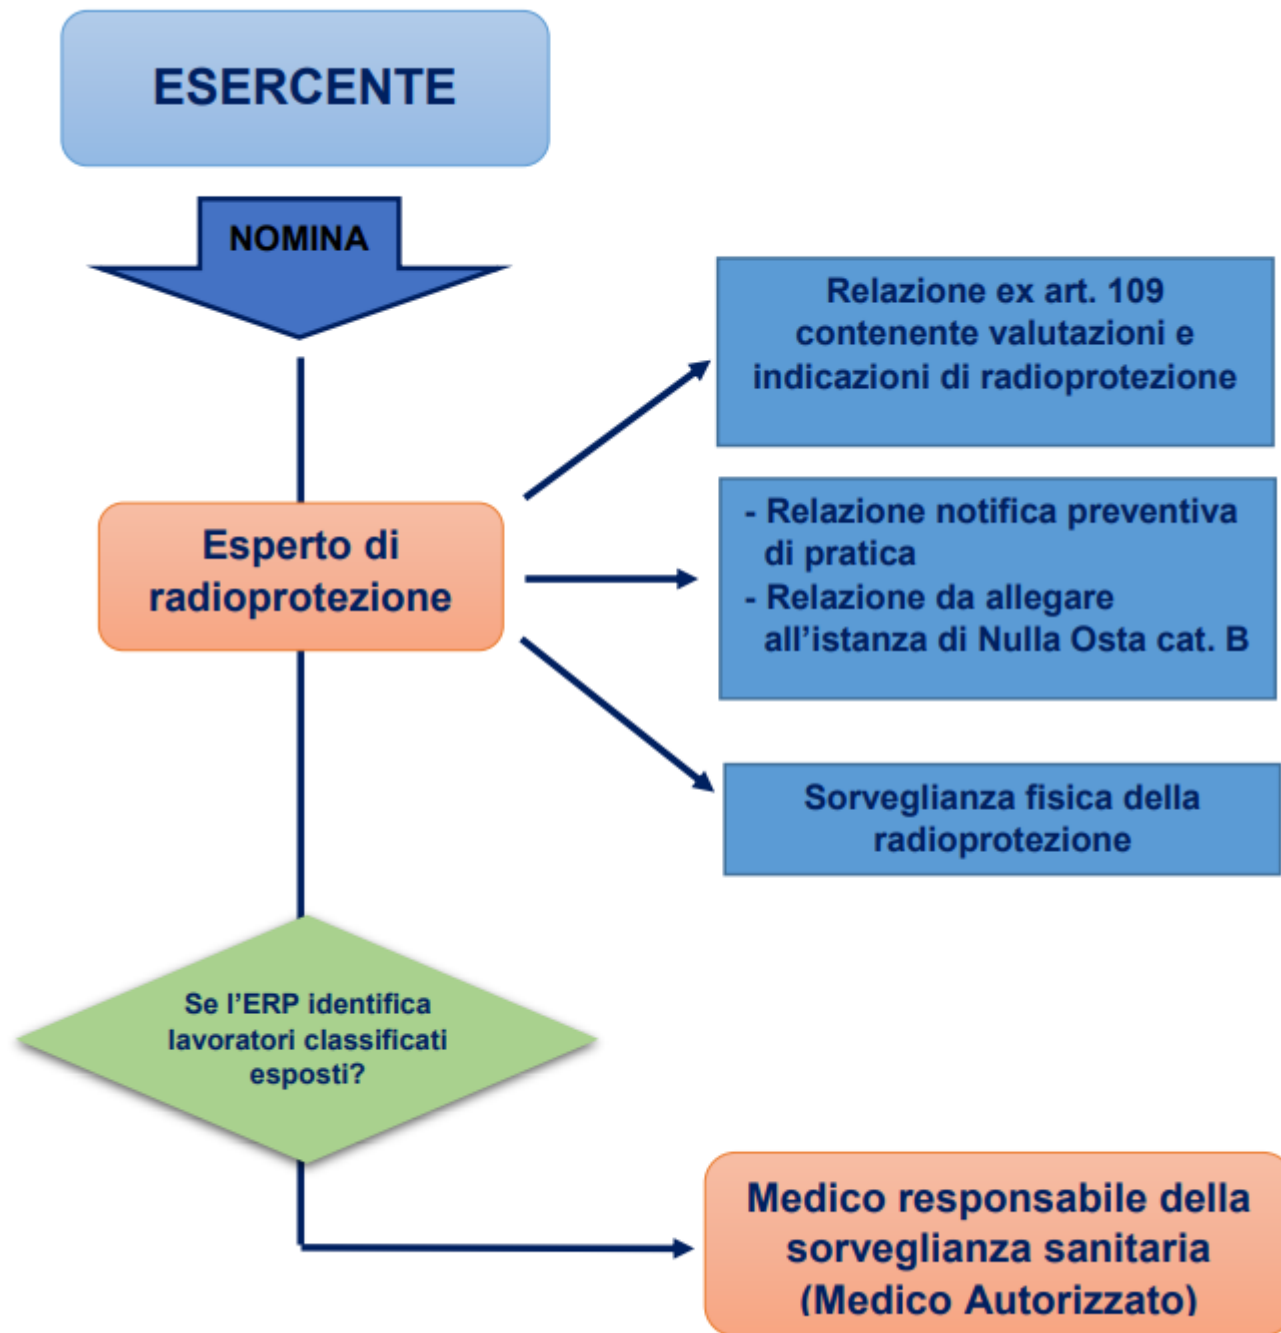 ESERCENTE
NOMINA
Relazione ex art. 109
contenente valutazioni e
indicazioni di radioprotezione
Esperto di
radioprotezione
- Relazione notifica preventiva
di pratica
- Relazione da allegare
all’istanza di Nulla Osta cat. B
Sorveglianza fisica della
radioprotezione
Se l’ERP identifica
lavoratori classificati
esposti?
Medico responsabile della
sorveglianza sanitaria
(Medico Autorizzato)